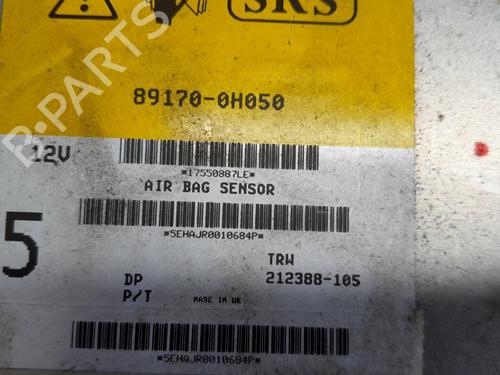 SRS
89170-0H050
12V
*17550887LE*
AIR BAG SENSOR
*5EHAJR0010684P*
5
TRW
DP
212388-105
P/T
MADE IN UK
*5EHAJR0010684P*
B-PARTS